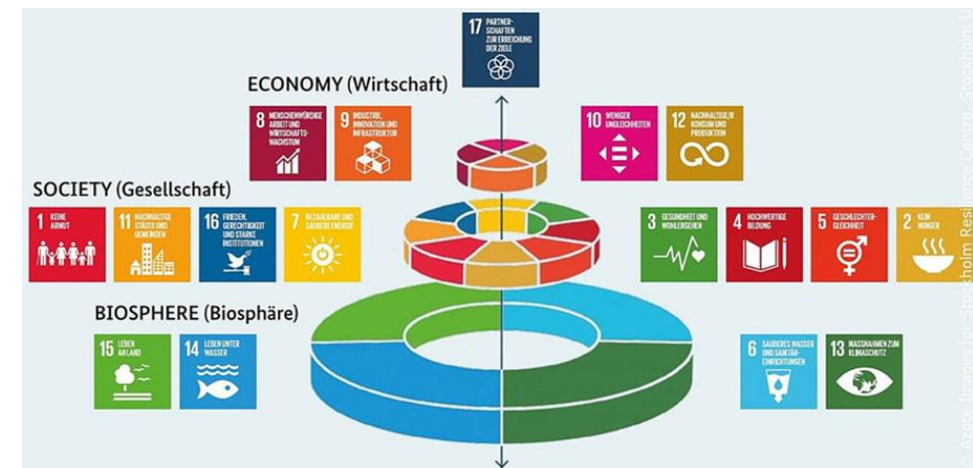 17 PARTNER-
SCHAFTEN
ZUR ERREICHUNG
DER ZIELE
ECONOMY (Wirtschaft)
8 MENSCHENWÜRDIGE
ARBEIT UND
WIRTSCHAFTS-
WACHSTUM
9 INDUSTRIE,
INNOVATION UND
INFRASTRUKTUR
10 WENIGER
UNGLEICHHEITEN
12 NACHHALTIGE/R
KONSUM UND
PRODUKTION
SOCIETY (Gesellschaft)
1 KEINE
ARMUT
11 NACHHALTIGE
STÄDTE UND
GEMEINDEN
16 FRIEDEN,
GERECHTIGKEIT
UND STARKE
INSTITUTIONEN
7 BEZAHLBARE UND
SAUBERE ENERGIE
3 GESUNDHEIT UND
WOHLERGEHEN
4 HOCHWERTIGE
BILDUNG
5 GESCHLECHTER-
GLEICHHEIT
2 KEIN
HUNGER
BIOSPHERE (Biosphäre)
15 LEBEN
AN LAND
14 LEBEN UNTER
WASSER
6 SAUBERES WASSER
UND SANITÄR-
EINRICHTUNGEN
13 MASSNAHMEN ZUM
KLIMASCHUTZ
Azote Images for Stockholm Resilience Centre, Stockholm U